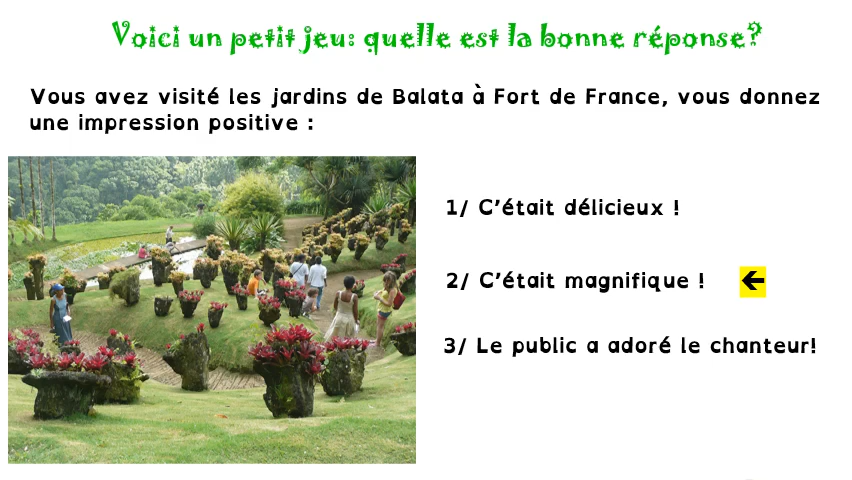 Voici un petit jeu: quelle est la bonne réponse?
Vous avez visité les jardins de Balata à Fort de France, vous donnez
une impression positive :
1/ C'était délicieux !
2/ C'était magnifique !
3/ Le public a adoré le chanteur!